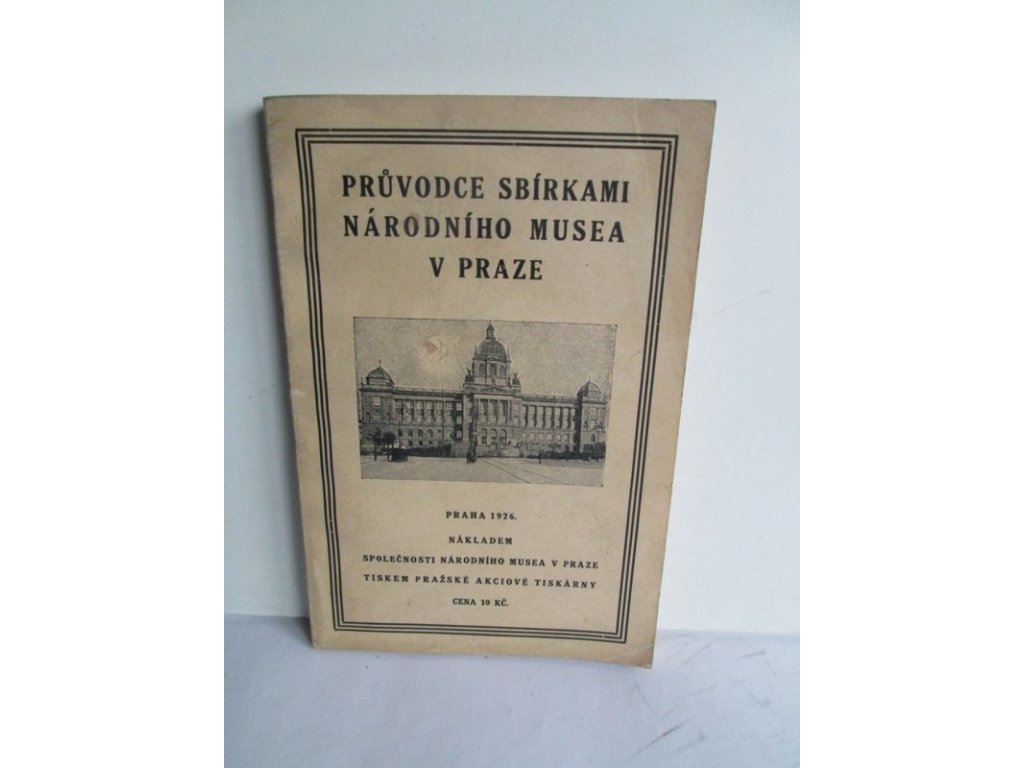 PRŮVODCE SBÍRKAMI
NÁRODNÍHO MUSEA
V PRAZE
PRAHA 1926.
NÁKLADEM
SPOLEČNOSTI NÁRODNÍHO MUSEA V PRAZE
TISKEM PRAŽSKÉ AKCIOVÉ TISKÁRNY
CENA 10 KČ.